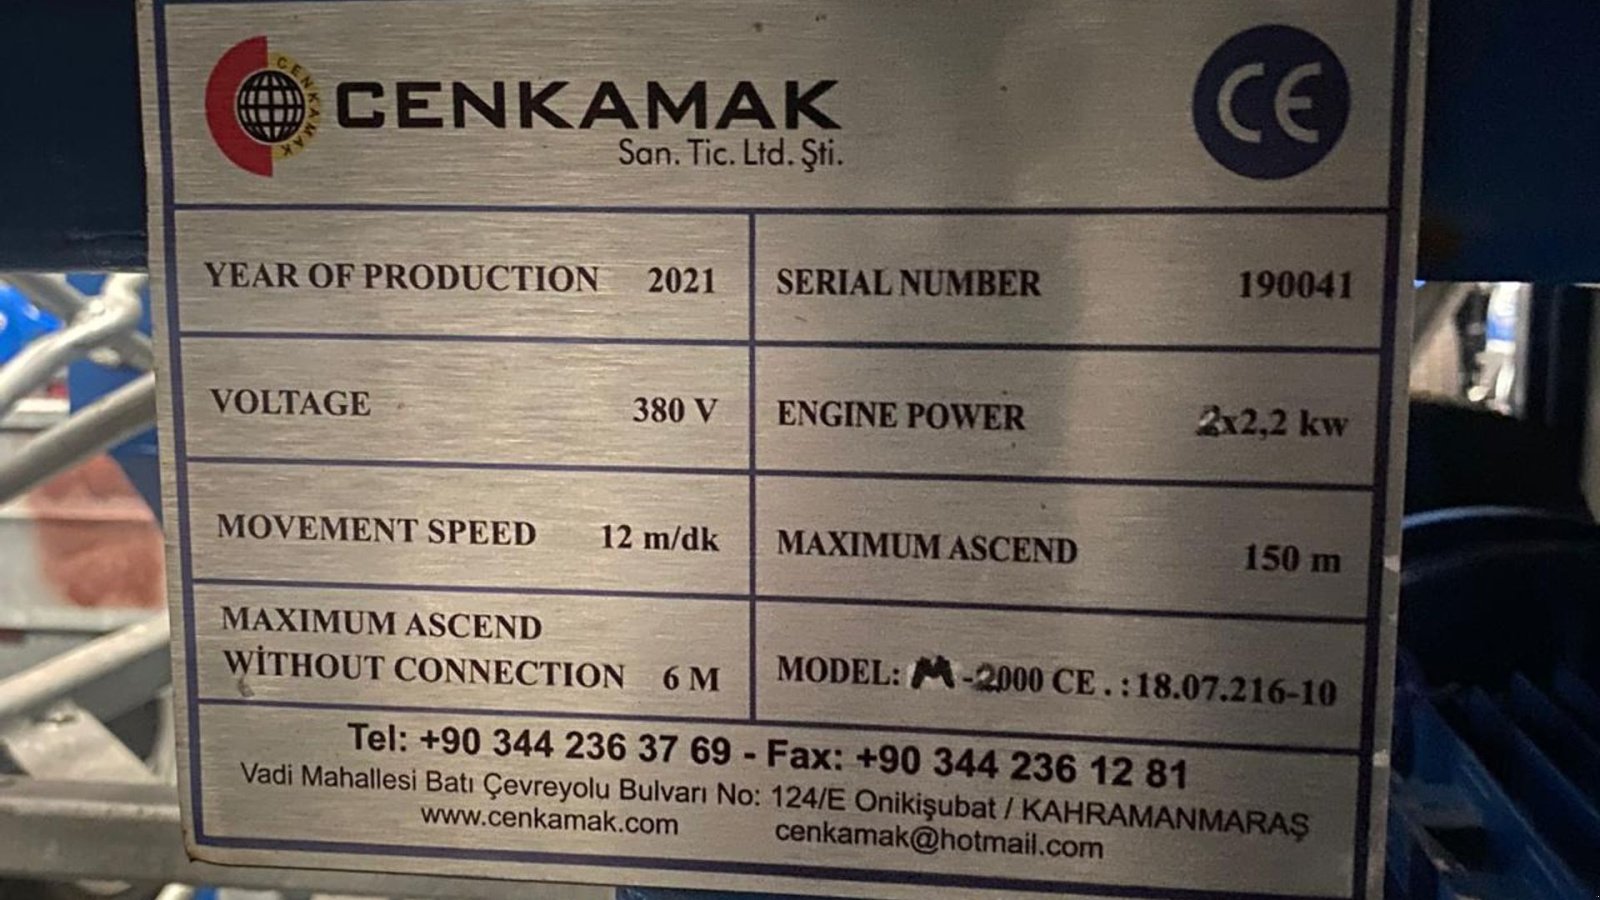 CENKAMAK
CENKAMAK
San. Tic. Ltd. Şti.
CE
YEAR OF PRODUCTION 2021
SERIAL NUMBER 190041
VOLTAGE 380 V
ENGINE POWER 2x2,2 kw
MOVEMENT SPEED 12 m/dk
MAXIMUM ASCEND 150 m
MAXIMUM ASCEND
WİTHOUT CONNECTION 6 M
MODEL: M-2000 CE . : 18.07.216-10
Tel: +90 344 236 37 69 - Fax: +90 344 236 12 81
Vadi Mahallesi Batı Çevreyolu Bulvarı No: 124/E Onikişubat / KAHRAMANMARAŞ
www.cenkamak.com cenkamak@hotmail.com